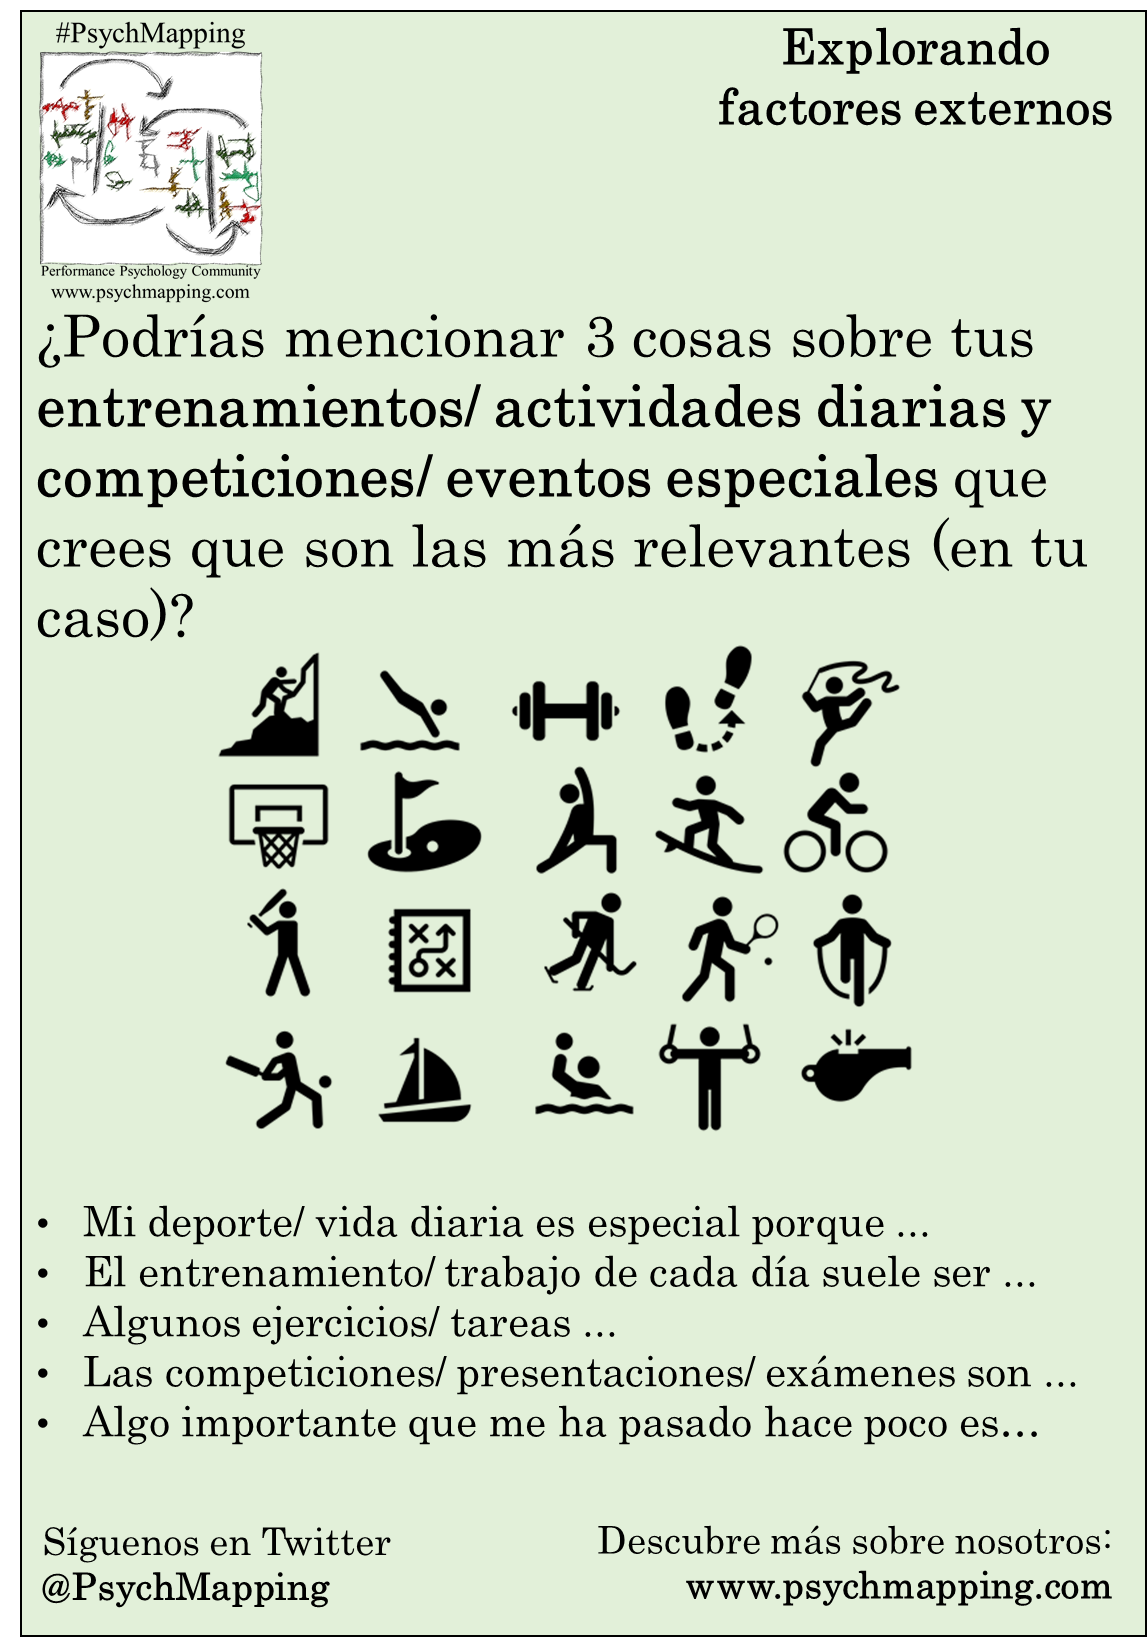 #PsychMapping
Performance Psychology Community
www.psychmapping.com
Explorando
factores externos
¿Podrías mencionar 3 cosas sobre tus
entrenamientos/ actividades diarias y
competiciones/ eventos especiales que
crees que son las más relevantes (en tu
caso)?
• Mi deporte/ vida diaria es especial porque ...
• El entrenamiento/ trabajo de cada día suele ser ...
• Algunos ejercicios/ tareas ...
• Las competiciones/ presentaciones/ exámenes son ...
• Algo importante que me ha pasado hace poco es…
Síguenos en Twitter
@PsychMapping
Descubre más sobre nosotros:
www.psychmapping.com